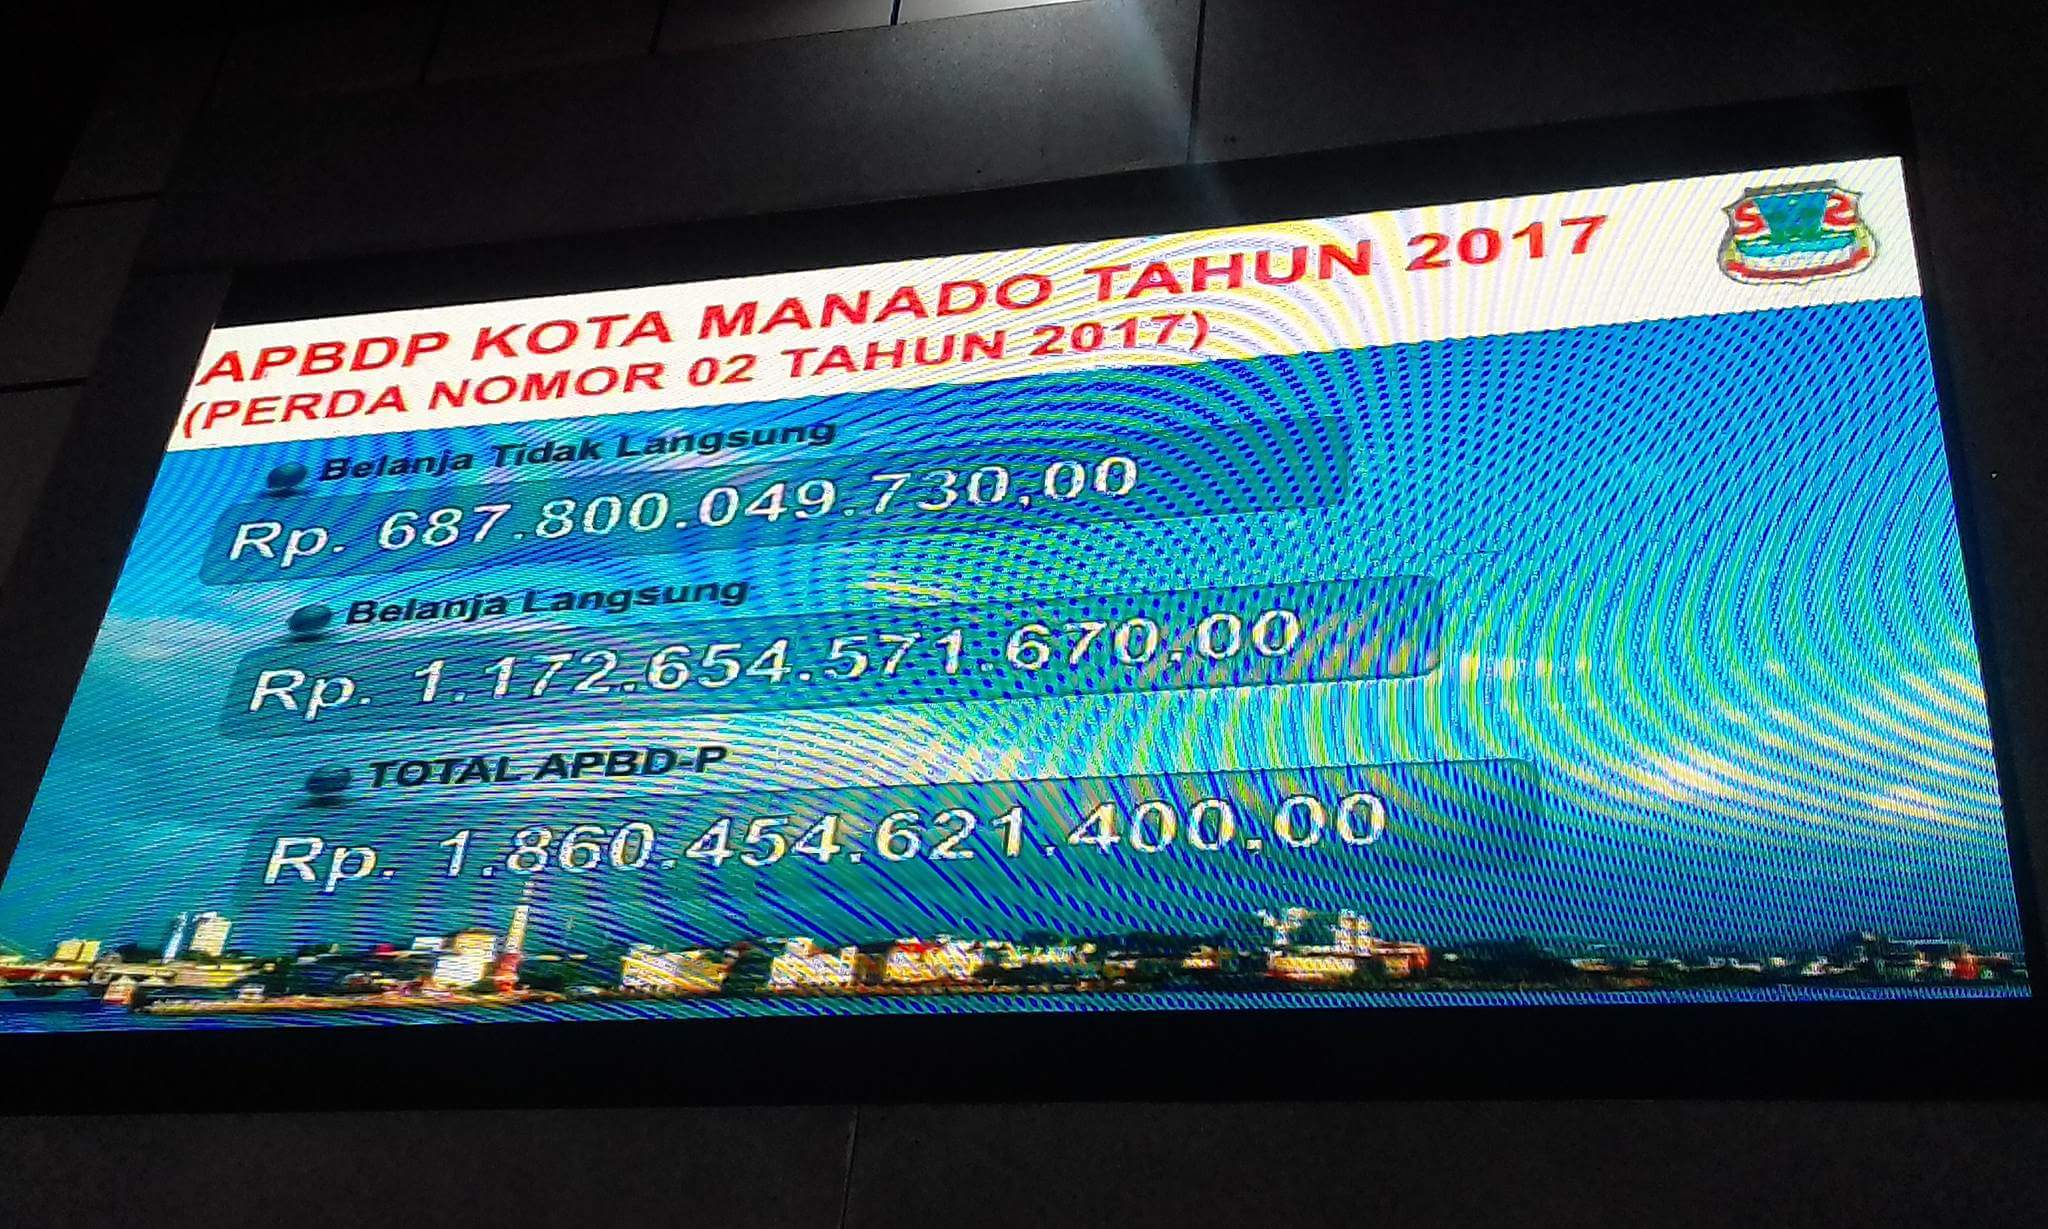 APBDP KOTA MANADO TAHUN 2017
(PERDA NOMOR 02 TAHUN 2017)
Belanja Tidak Langsung
Rp. 687.800.049.730,00
Belanja Langsung
Rp. 1.172.654.571.670,00
TOTAL APBD-P
Rp. 1.860.454.621.400.00